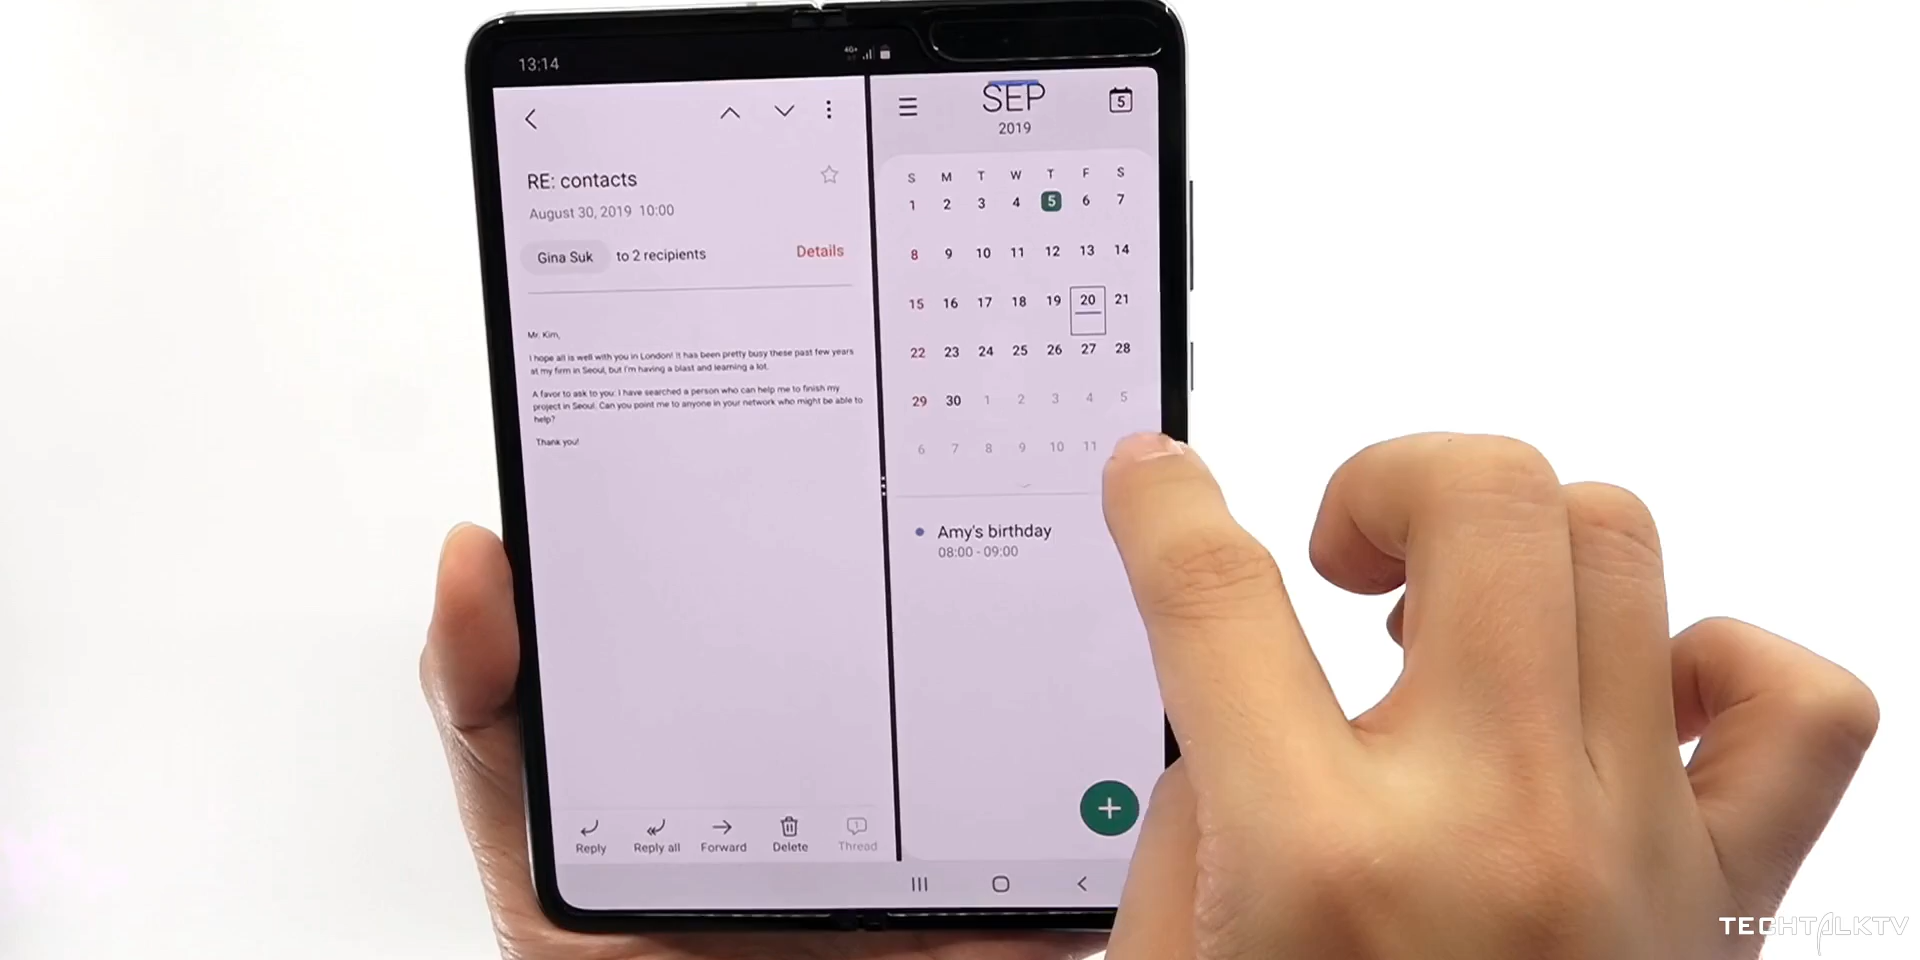 13:14
4G+
RE: contacts
August 30, 2019 10:00
Gina Suk to 2 recipients Details
Mr. Kim,
I hope all is well with you in London! It has been pretty busy these past few years
at my firm in Seoul, but I'm having a blast and learning a lot.
A favor to ask to you: I have searched a person who can help me to finish my
project in Seoul. Can you point me to anyone in your network who might be able to
help?
Thank you!
Reply Reply all Forward Delete Thread
SEP
2019
5
S M T W T F S
1 2 3 4 5 6 7
8 9 10 11 12 13 14
15 16 17 18 19 20 21
22 23 24 25 26 27 28
29 30 1 2 3 4 5
6 7 8 9 10 11
Amy's birthday
08:00 - 09:00
TECHTALKTV